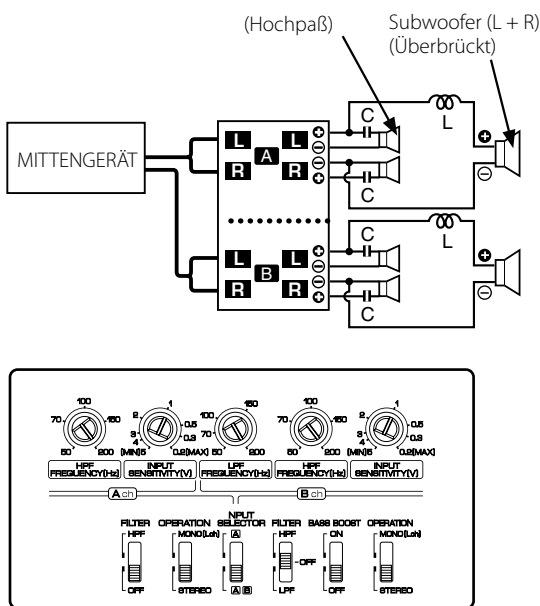 (Hochpaß)
Subwoofer (L + R)
(Überbrückt)
MITTENGERÄT
L L
A
R R
L L
B
R R
⊕
⊖
⊖
⊕
⊕
⊖
⊖
⊕
C
C
C
C
L
L
⊕
⊖
⊕
⊖
100 1 150 100 1
70 150 2 0.5 100 70 150 2 0.5
3 0.3 70 3 0.3
4 4
50 200 (MIN)5 0.2(MAX) 50 200 50 200 (MIN)5 0.2(MAX)
HPF INPUT LPF HPF INPUT
FREQUENCY(Hz) SENSITIVITY(V) FREQUENCY(Hz) FREQUENCY(Hz) SENSITIVITY(V)
A ch B ch
INPUT
FILTER OPERATION SELECTOR FILTER BASS BOOST OPERATION
HPF MONO(Lch) A HPF ON MONO(Lch)
OFF
OFF STEREO A B LPF OFF STEREO